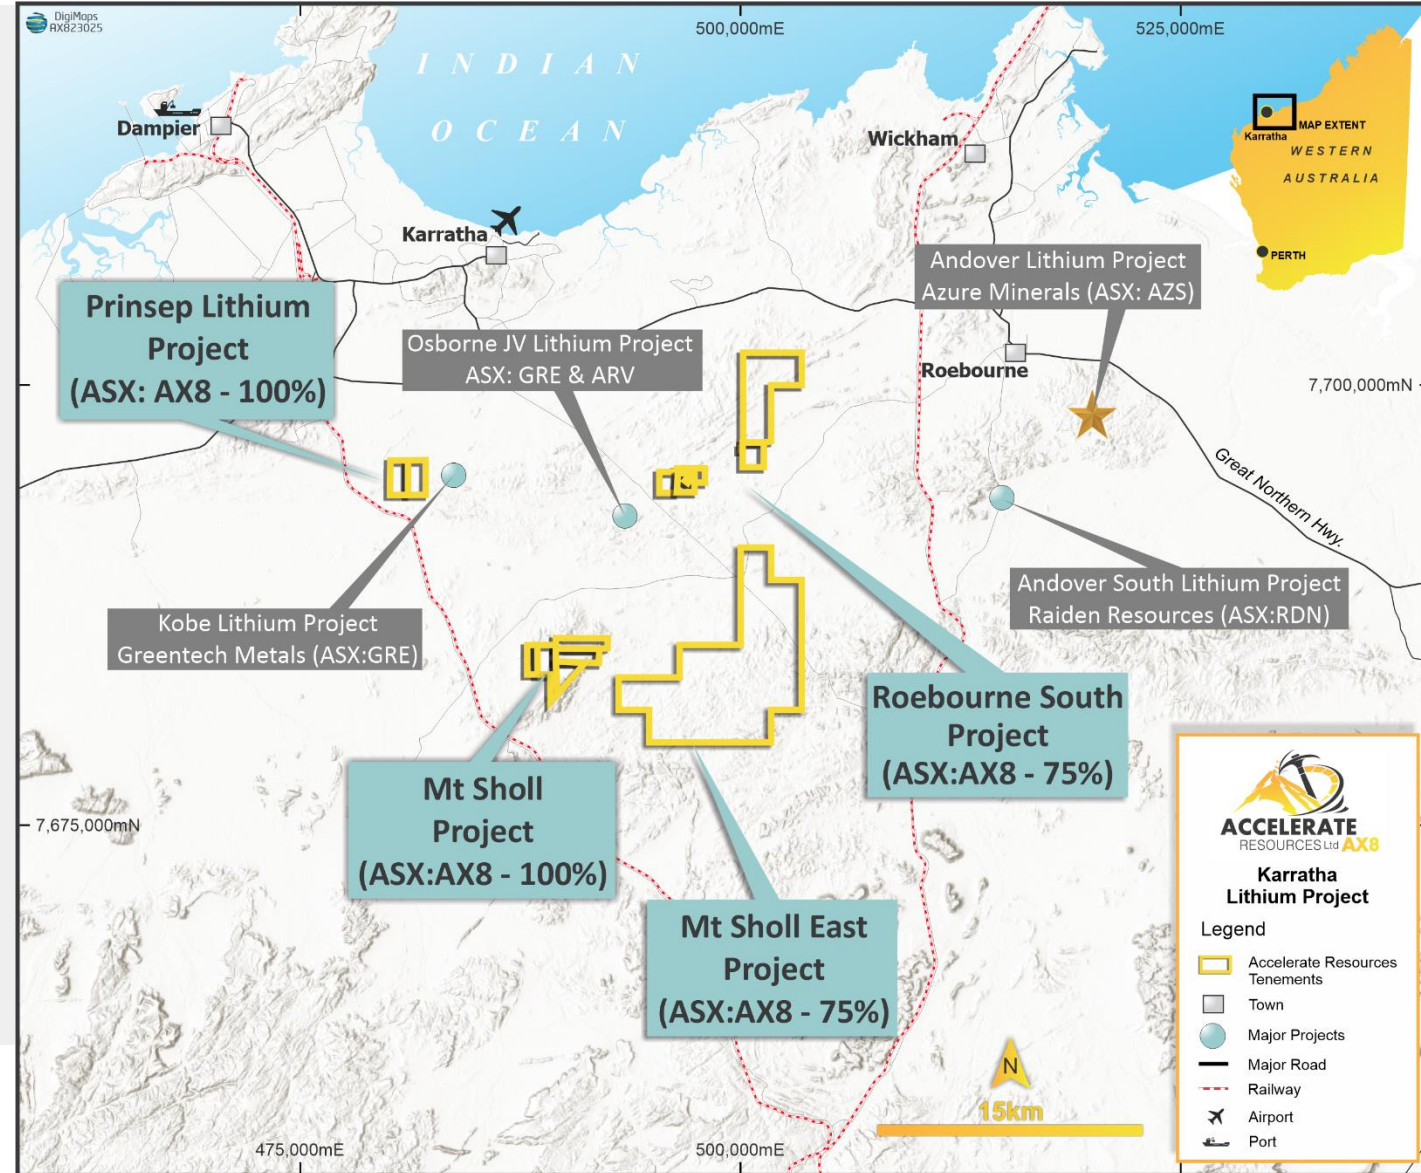 DigiMaps
AX823025
500,000mE
525,000mE
INDIAN
OCEAN
Dampier
Wickham
Karratha
MAP EXTENT
Karratha
WESTERN
AUSTRALIA
PERTH
Andover Lithium Project
Azure Minerals (ASX: AZS)
Prinsep Lithium
Project
(ASX: AX8 - 100%)
Osborne JV Lithium Project
ASX: GRE & ARV
Roebourne
7,700,000mN
Great Northern Hwy.
Kobe Lithium Project
Greentech Metals (ASX:GRE)
Andover South Lithium Project
Raiden Resources (ASX:RDN)
Roebourne South
Project
(ASX:AX8 - 75%)
Mt Sholl
Project
(ASX:AX8 - 100%)
7,675,000mN
Mt Sholl East
Project
(ASX:AX8 - 75%)
N
15km
475,000mE
500,000mE
ACCELERATE
RESOURCES Ltd AX8
Karratha
Lithium Project
Legend
Accelerate Resources
Tenements
Town
Major Projects
Major Road
Railway
Airport
Port